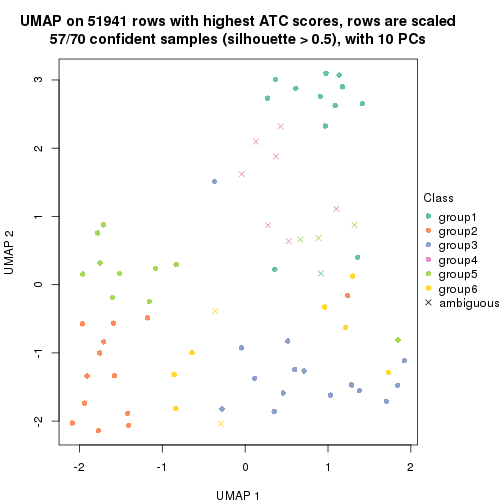 UMAP on 51941 rows with highest ATC scores, rows are scaled
57/70 confident samples (silhouette > 0.5), with 10 PCs
3
2
1
0
-1
-2
UMAP 2
-2 -1 0 1 2
UMAP 1
Class
group1
group2
group3
group4
group5
group6
ambiguous